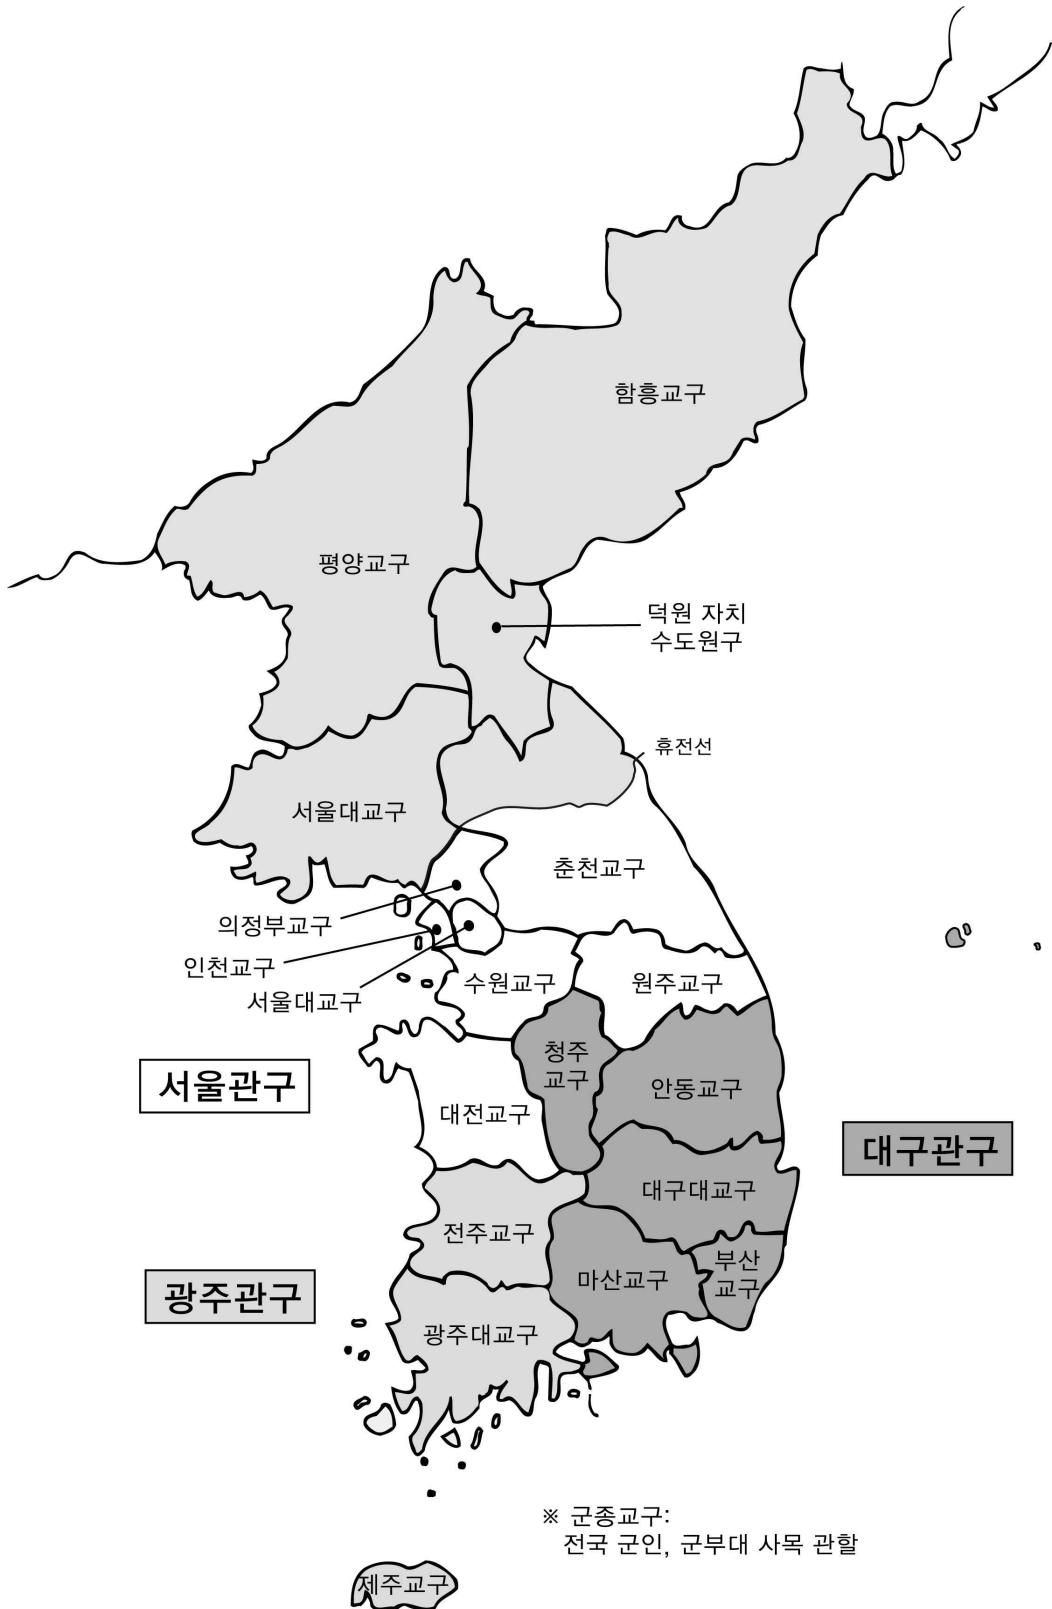 함흥교구
평양교구
덕원 자치
수도원구
휴전선
서울대교구
춘천교구
의정부교구
인천교구
서울대교구
수원교구
원주교구
청주
교구
안동교구
서울관구
대전교구
대구관구
대구대교구
전주교구
부산
교구
마산교구
광주관구
광주대교구
※ 군종교구:
전국 군인, 군부대 사목 관할
제주교구